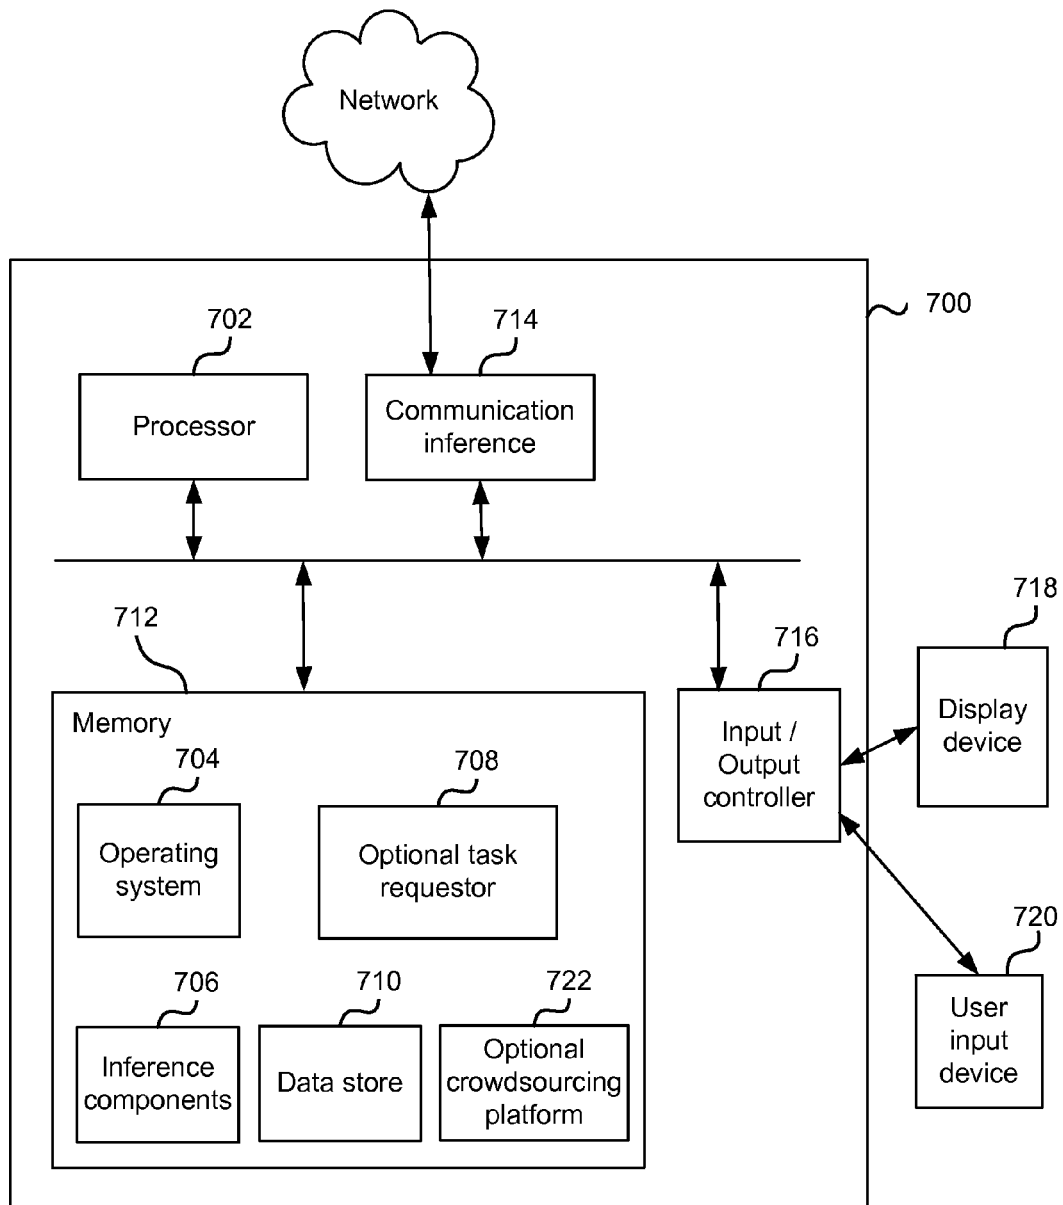 Network
700
702
714
Processor
Communication
inference
712
716
718
Memory
Input /
Output
controller
Display
device
704
708
Operating
system
Optional task
requestor
720
User
input
device
706
710
722
Inference
components
Data store
Optional
crowdsourcing
platform